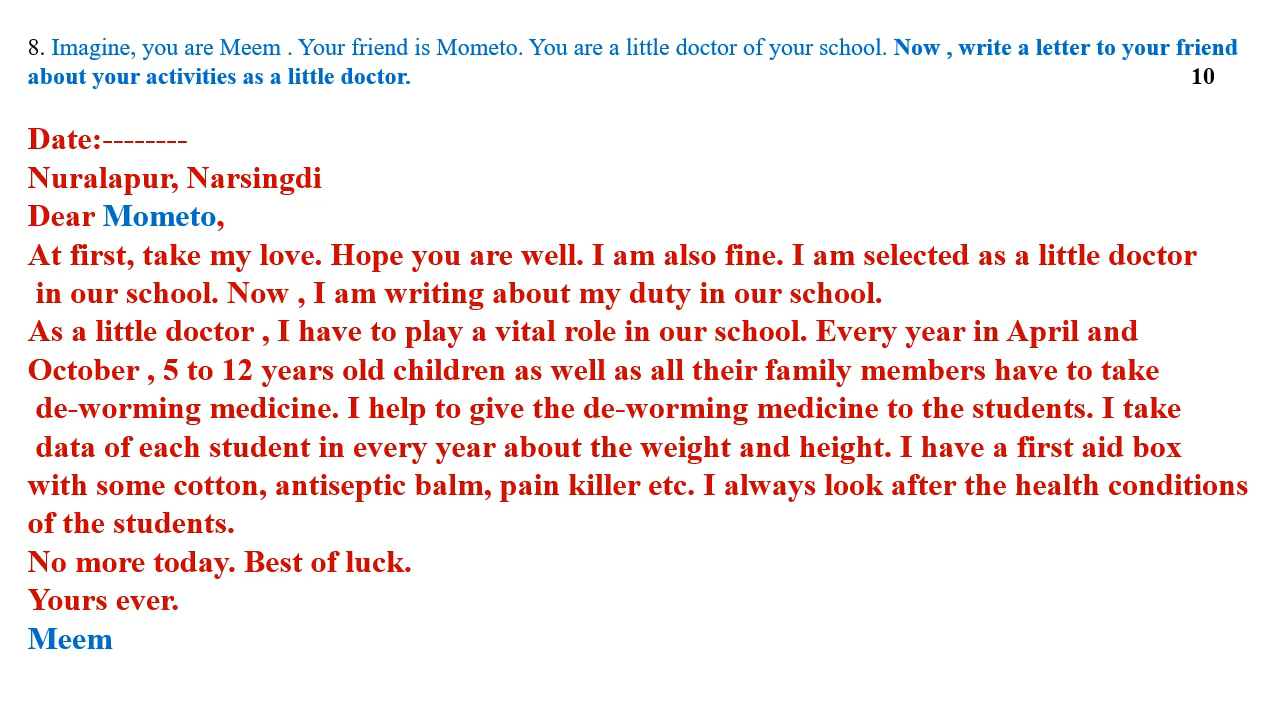 8. Imagine, you are Meem . Your friend is Mometo. You are a little doctor of your school. Now , write a letter to your friend
about your activities as a little doctor. 10
Date:--------
Nuralapur, Narsingdi
Dear Mometo,
At first, take my love. Hope you are well. I am also fine. I am selected as a little doctor
in our school. Now , I am writing about my duty in our school.
As a little doctor , I have to play a vital role in our school. Every year in April and
October , 5 to 12 years old children as well as all their family members have to take
de-worming medicine. I help to give the de-worming medicine to the students. I take
data of each student in every year about the weight and height. I have a first aid box
with some cotton, antiseptic balm, pain killer etc. I always look after the health conditions
of the students.
No more today. Best of luck.
Yours ever.
Meem